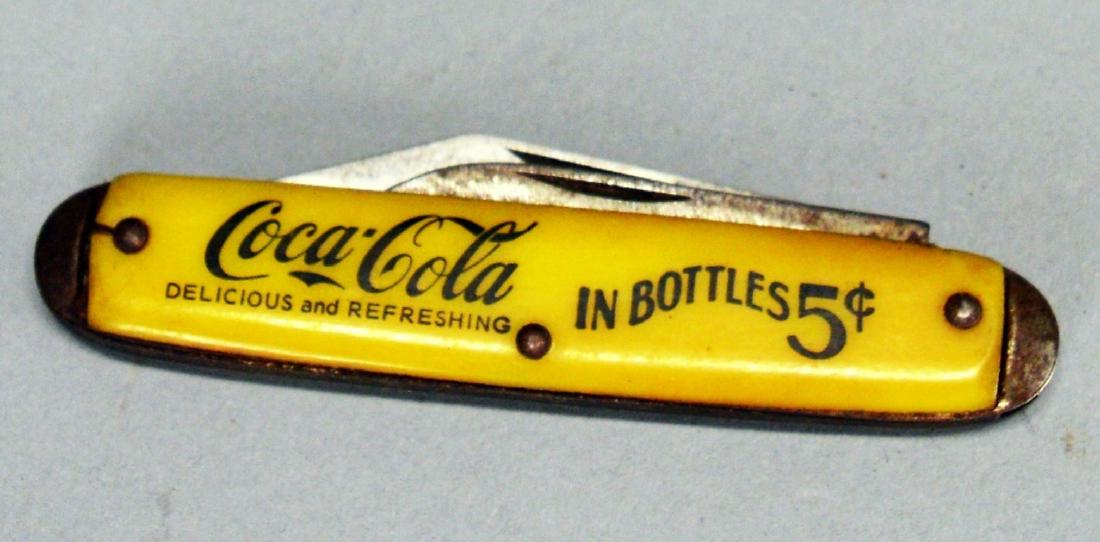 Coca-Cola
DELICIOUS and REFRESHING
IN BOTTLES 5¢